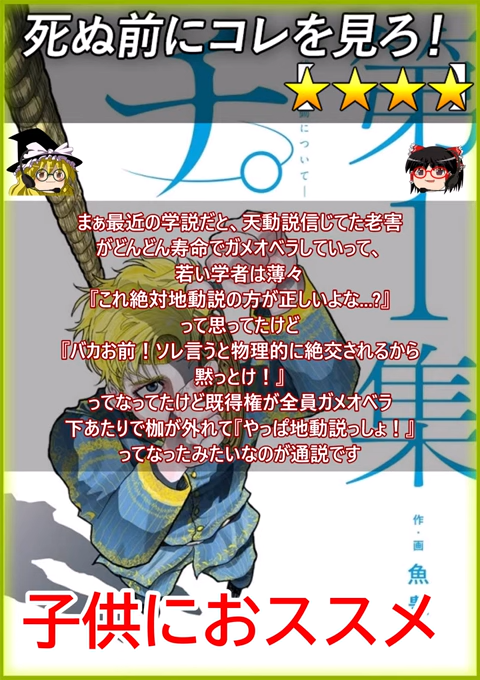 死ぬ前にコレを見ろ！
【★★★★】
チ。
第1集
まぁ最近の学説だと、天動説信じてた老害
がどんどん寿命でガメオベラしていって、
若い学者は薄々
『これ絶対地動説の方が正しいよな...?』
って思ってたけど
『バカお前！ソレ言うと物理的に絶交されるから
黙っとけ！』
ってなってたけど既得権が全員ガメオベラ
下あたりで枷が外れて『やっぱ地動説っしょ！』
ってなったみたいなのが通説です
作・画
魚
子供におススメ